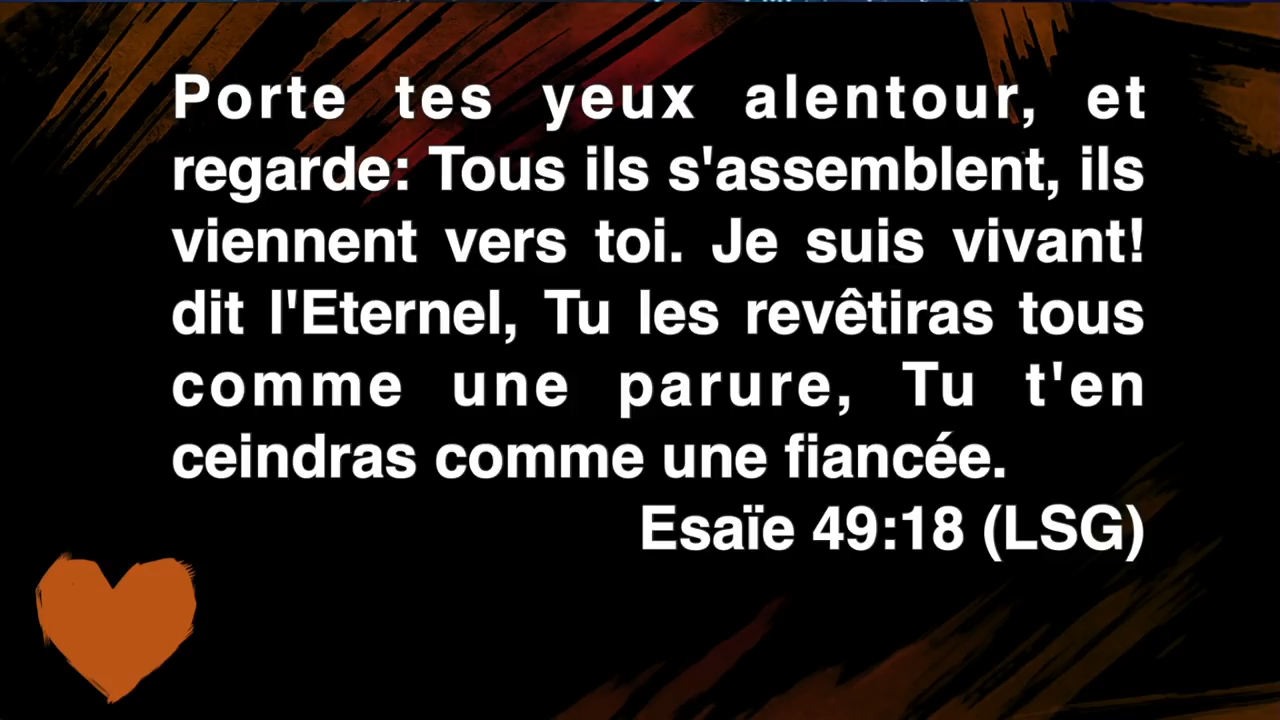 Porte tes yeux alentour, et
regarde: Tous ils s'assemblent, ils
viennent vers toi. Je suis vivant!
dit l'Eternel, Tu les revêtiras tous
comme une parure, Tu t'en
ceindras comme une fiancée.
Esaïe 49:18 (LSG)